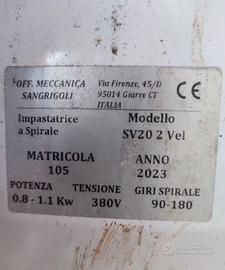 OFF. MECCANICA
SANGRIGOLI
Via Firenze, 45/D
95014 Giarre CT
ITALIA
CE
Impastatrice
a Spirale
Modello
SV20 2 Vel
MATRICOLA
105
ANNO
2023
POTENZA TENSIONE GIRI SPIRALE
0.8 - 1.1 Kw 380V 90-180
subito